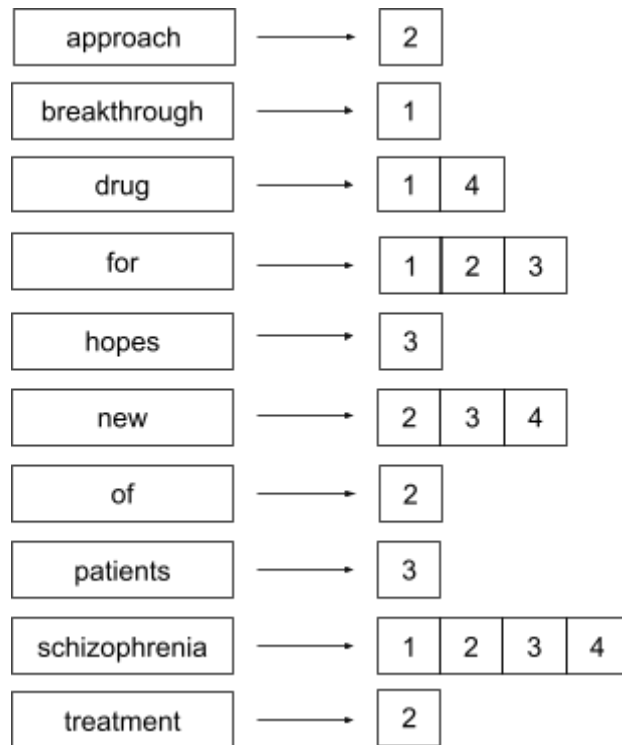 approach 2
breakthrough 1
drug 1 4
for 1 2 3
hopes 3
new 2 3 4
of 2
patients 3
schizophrenia 1 2 3 4
treatment 2